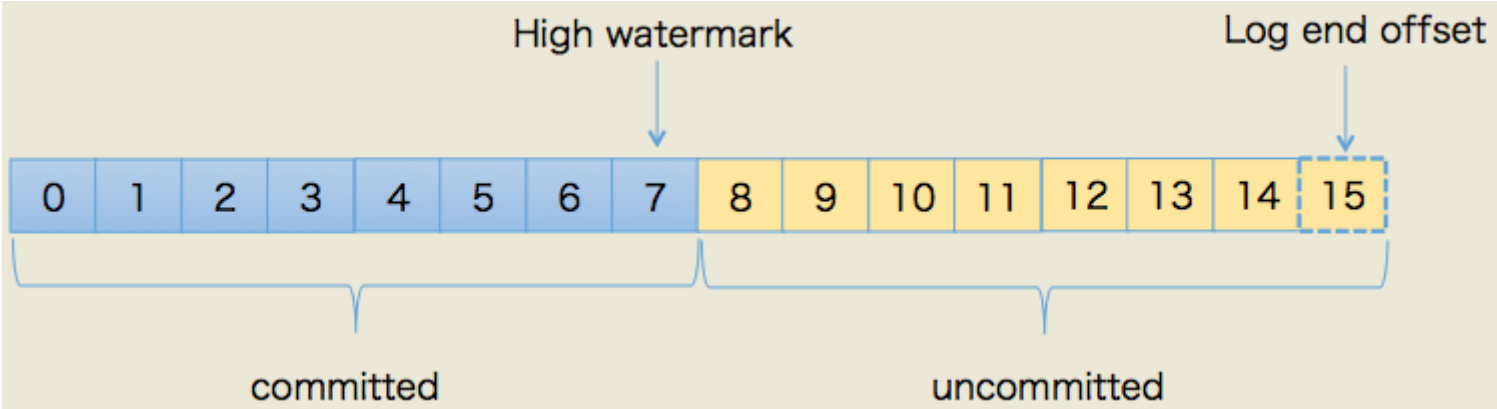 High watermark
Log end offset
0 1 2 3 4 5 6 7 8 9 10 11 12 13 14 15
committed
uncommitted